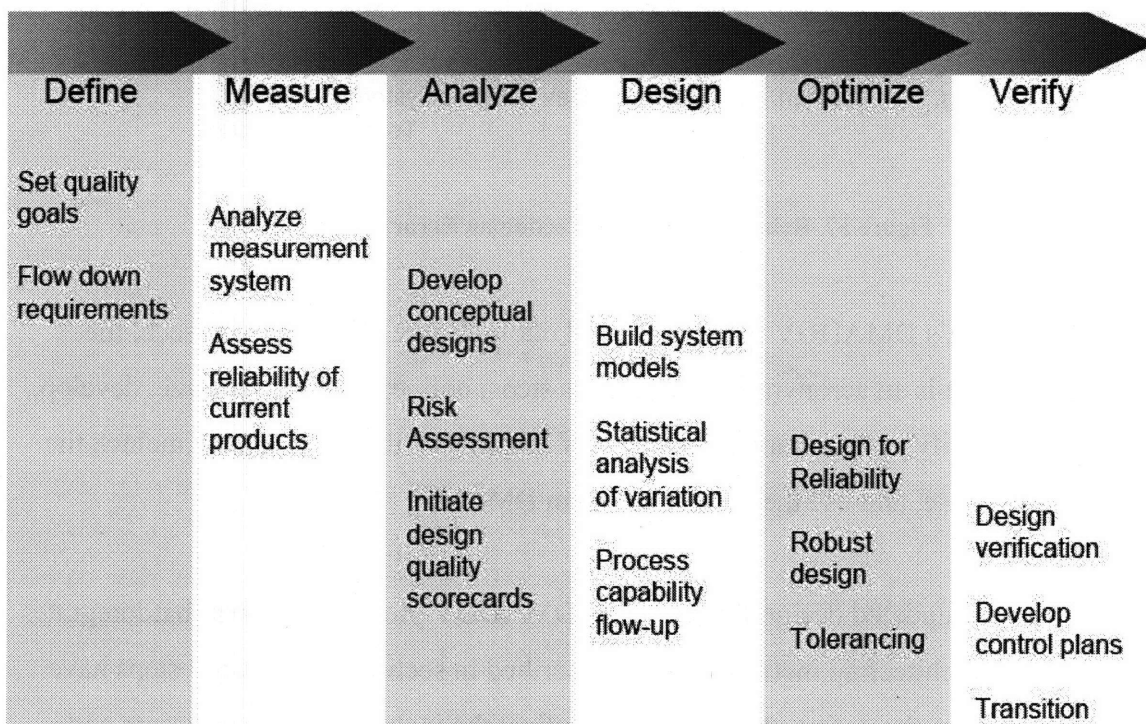 Define
Measure
Analyze
Design
Optimize
Verify
Set quality
goals
Flow down
requirements
Analyze
measurement
system
Assess
reliability of
current
products
Develop
conceptual
designs
Risk
Assessment
Initiate
design
quality
scorecards
Build system
models
Statistical
analysis
of variation
Process
capability
flow-up
Design for
Reliability
Robust
design
Tolerancing
Design
verification
Develop
control plans
Transition